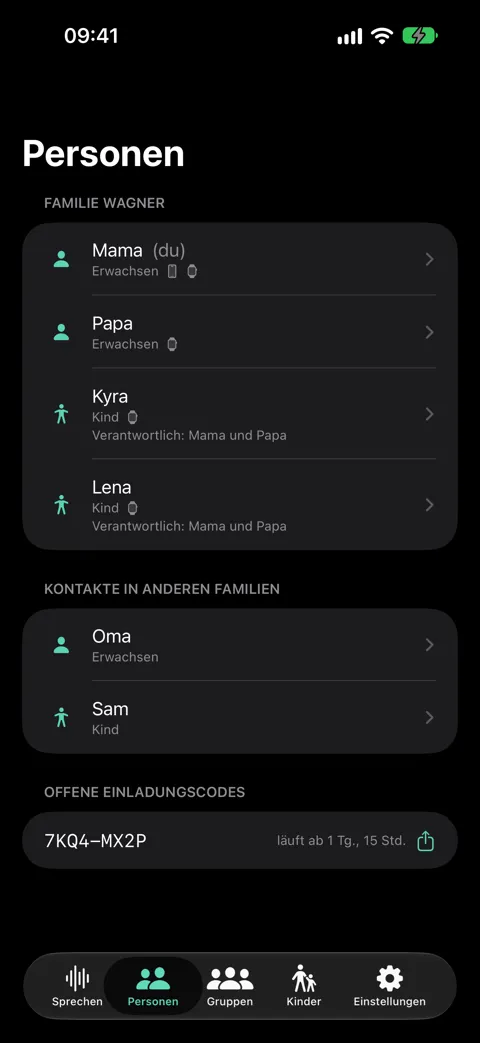 09:41
Personen
FAMILIE WAGNER
Mama (du)
Erwachsen
Papa
Erwachsen
Kyra
Kind
Verantwortlich: Mama und Papa
Lena
Kind
Verantwortlich: Mama und Papa
KONTAKTE IN ANDEREN FAMILIEN
Oma
Erwachsen
Sam
Kind
OFFENE EINLADUNGSCODES
7KQ4–MX2P läuft ab 1 Tg., 15 Std.
Sprechen Personen Gruppen Kinder Einstellungen